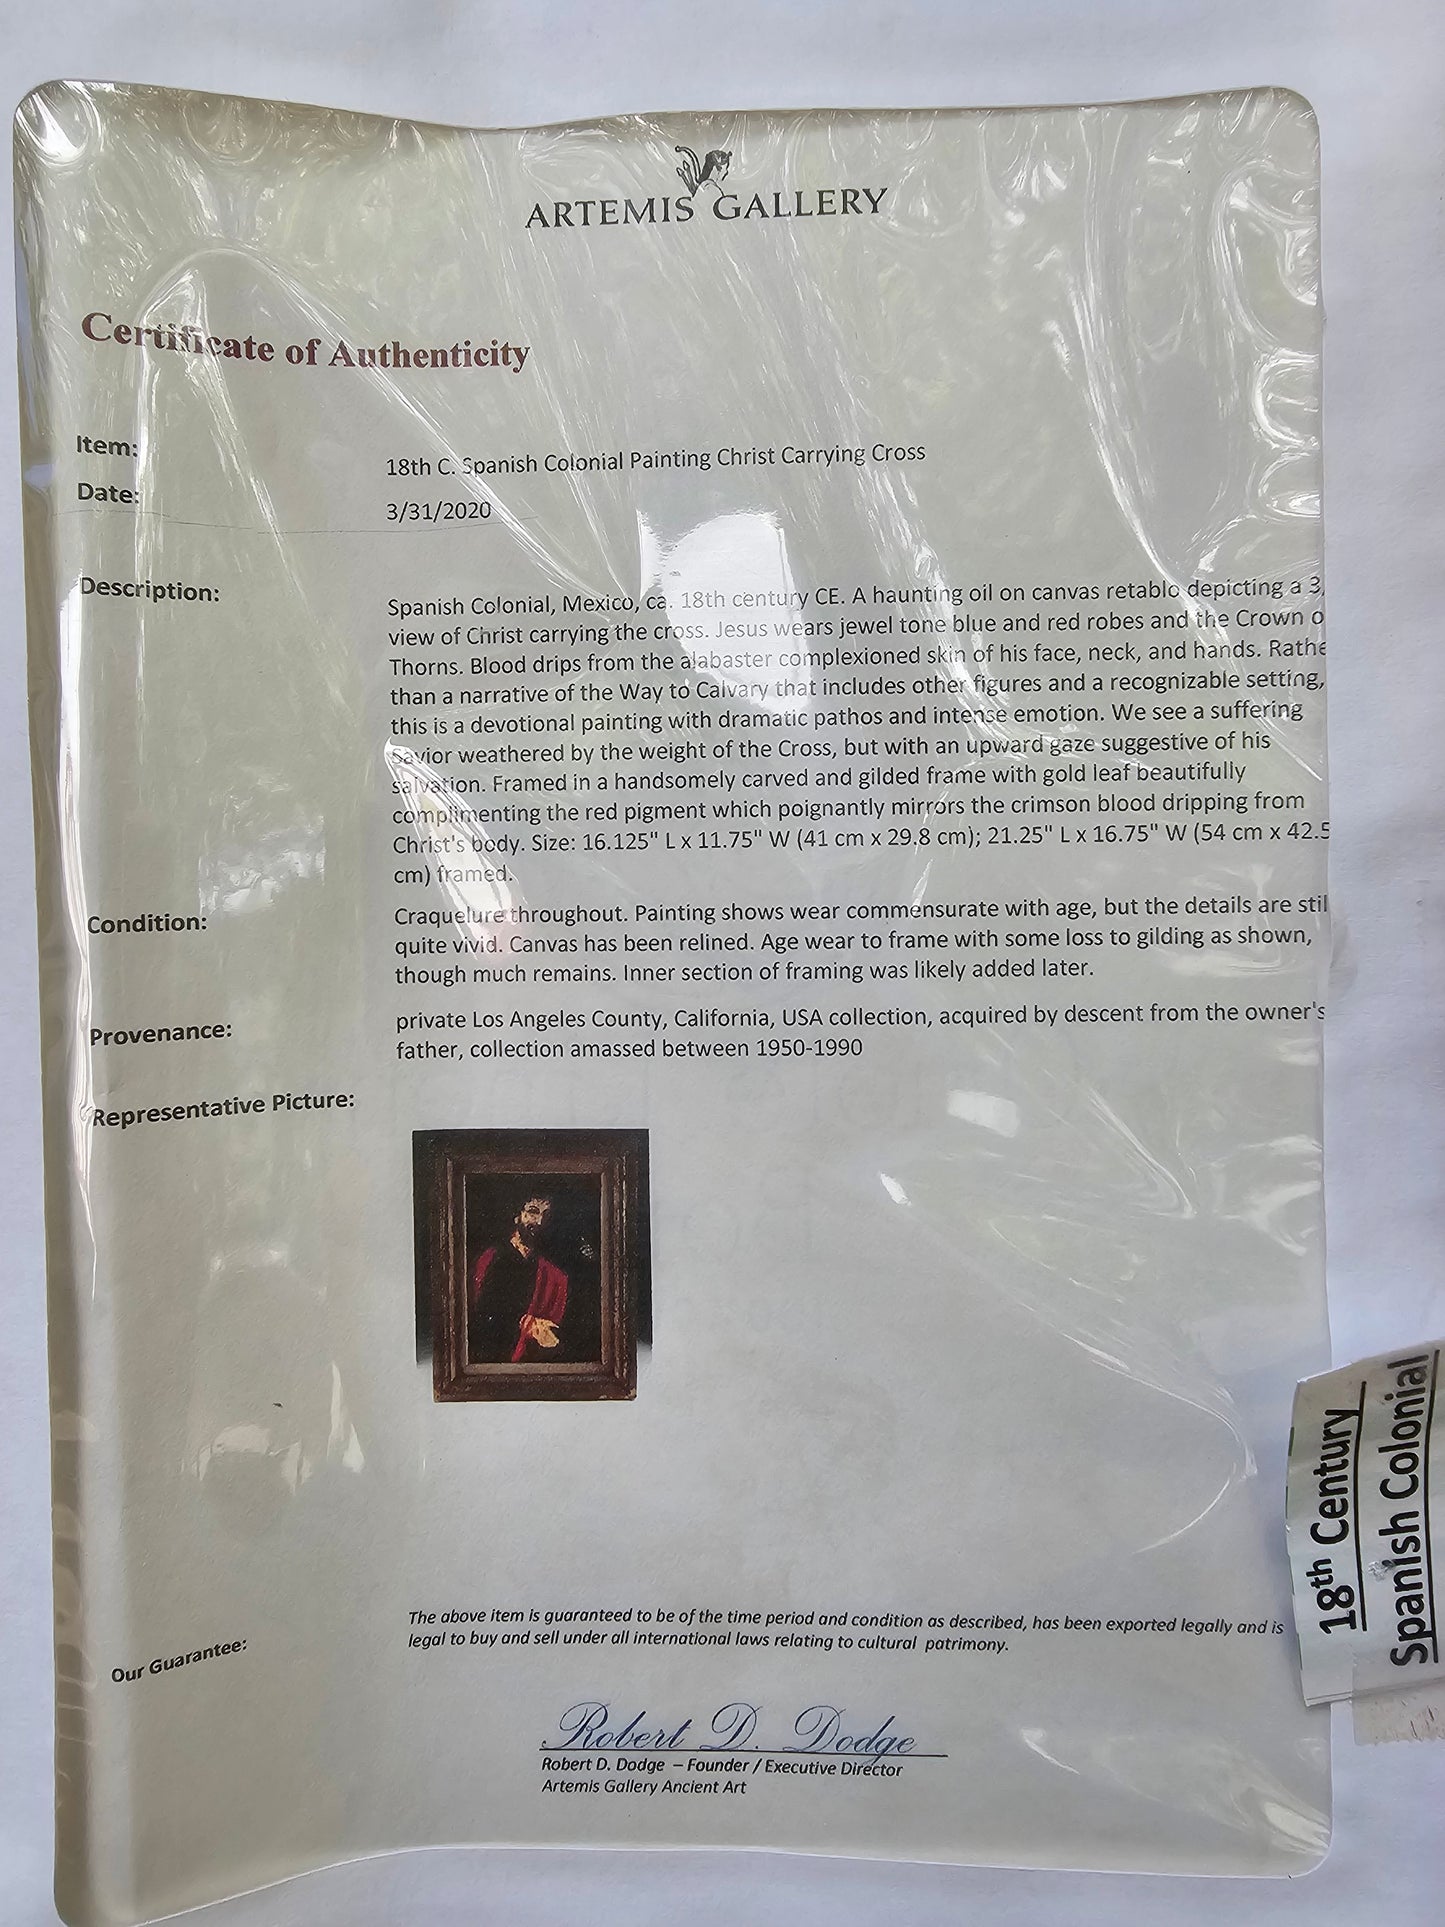 ARTEMIS GALLERY
Certificate of Authenticity
Item:
18th C. Spanish Colonial Painting Christ Carrying Cross
Date:
3/31/2020
Description:
Spanish Colonial, Mexico, ca. 18th century CE. A haunting oil on canvas retablo depicting a 3
view of Christ carrying the cross. Jesus wears jewel tone blue and red robes and the Crown o
Thorns. Blood drips from the alabaster complexioned skin of his face, neck, and hands. Rathe
than a narrative of the Way to Calvary that includes other figures and a recognizable setting,
this is a devotional painting with dramatic pathos and intense emotion. We see a suffering
Savior weathered by the weight of the Cross, but with an upward gaze suggestive of his
salvation. Framed in a handsomely carved and gilded frame with gold leaf beautifully
complimenting the red pigment which poignantly mirrors the crimson blood dripping from
Christ's body. Size: 16.125" L x 11.75" W (41 cm x 29.8 cm); 21.25" L x 16.75" W (54 cm x 42.5
cm) framed.
Condition:
Craquelure throughout. Painting shows wear commensurate with age, but the details are stil
quite vivid. Canvas has been relined. Age wear to frame with some loss to gilding as shown,
though much remains. Inner section of framing was likely added later.
Provenance:
private Los Angeles County, California, USA collection, acquired by descent from the owner's
father, collection amassed between 1950-1990
Representative Picture:
Our Guarantee:
The above item is guaranteed to be of the time period and condition as described, has been exported legally and is
legal to buy and sell under all international laws relating to cultural patrimony.
Robert D. Dodge
Robert D. Dodge – Founder / Executive Director
Artemis Gallery Ancient Art
18th Century
Spanish Colonial